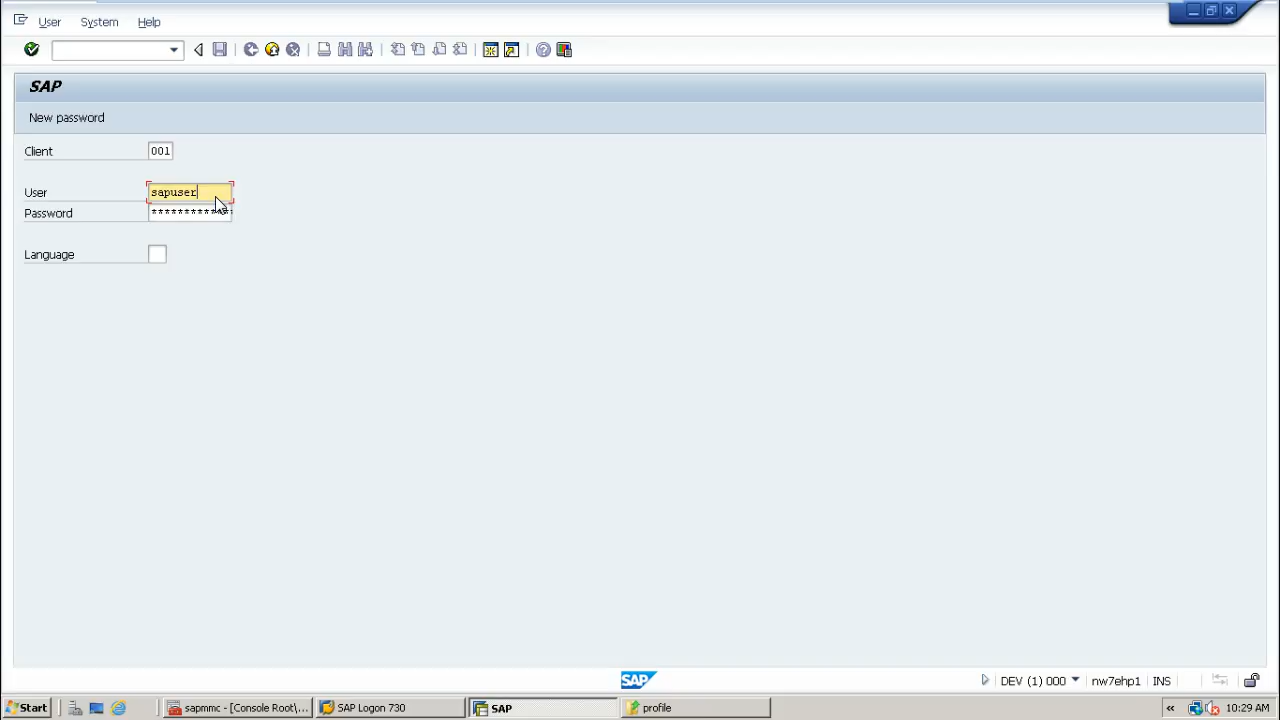 User System Help
SAP
New password
Client 001
User sapuser
Password *************
Language
SAP DEV (1) 000 nw7ehp1 INS
Start sapmmc - [Console Root\... SAP Logon 730 SAP profile « 10:29 AM